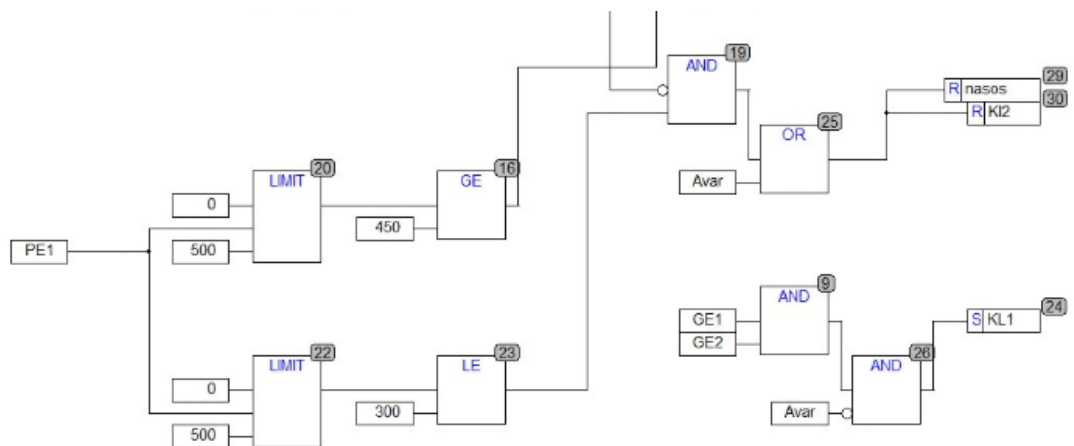 19
AND
29
R nasos
30
R KI2
25
OR
Avar
20
LIMIT
0
500
16
GE
450
PE1
9
AND
GE1
GE2
24
S KL1
22
LIMIT
0
500
23
LE
300
26
AND
Avar